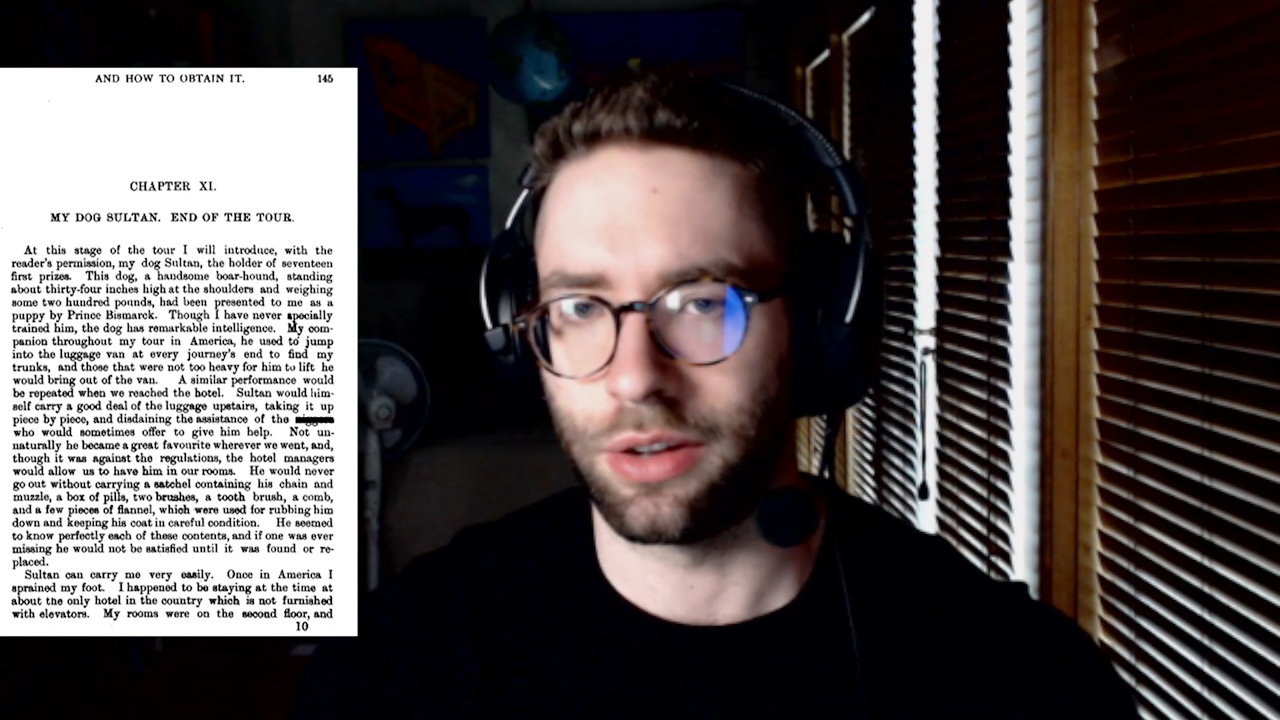 AND HOW TO OBTAIN IT. 145
CHAPTER XI.
MY DOG SULTAN. END OF THE TOUR.
At this stage of the tour I will introduce, with the
reader's permission, my dog Sultan, the holder of seventeen
first prizes. This dog, a handsome boar-hound, standing
about thirty-four inches high at the shoulders and weighing
some two hundred pounds, had been presented to me as a
puppy by Prince Bismarck. Though I have never specially
trained him, the dog has remarkable intelligence. My com-
panion throughout my tour in America, he used to jump
into the luggage van at every journey's end to find my
trunks, and those that were not too heavy for him to lift he
would bring out of the van. A similar performance would
be repeated when we reached the hotel. Sultan would him-
self carry a good deal of the luggage upstairs, taking it up
piece by piece, and disdaining the assistance of the
who would sometimes offer to give him help. Not un-
naturally he became a great favourite wherever we went, and,
though it was against the regulations, the hotel managers
would allow us to have him in our rooms. He would never
go out without carrying a satchel containing his chain and
muzzle, a box of pills, two brushes, a tooth brush, a comb,
and a few pieces of flannel, which were used for rubbing him
down and keeping his coat in careful condition. He seemed
to know perfectly each of these contents, and if one was ever
missing he would not be satisfied until it was found or re-
placed.
Sultan can carry me very easily. Once in America I
sprained my foot. I happened to be staying at the time at
about the only hotel in the country which is not furnished
with elevators. My rooms were on the second floor, and
10